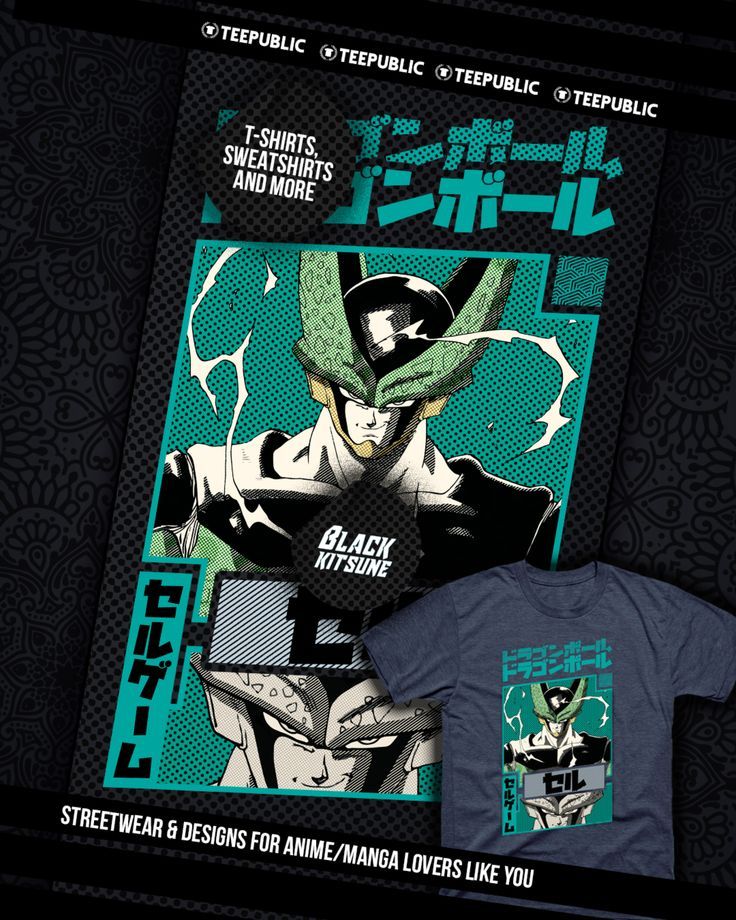 TEEPUBLIC TEEPUBLIC TEEPUBLIC TEEPUBLIC
T-SHIRTS,
SWEATSHIRTS
AND MORE
ゴンボール
ゴンボール
BLACK
KITSUNE
セル
セルゲーム
ドラゴンボール
ドラゴンボール
セル
セルゲーム
STREETWEAR & DESIGNS FOR ANIME/MANGA LOVERS LIKE YOU